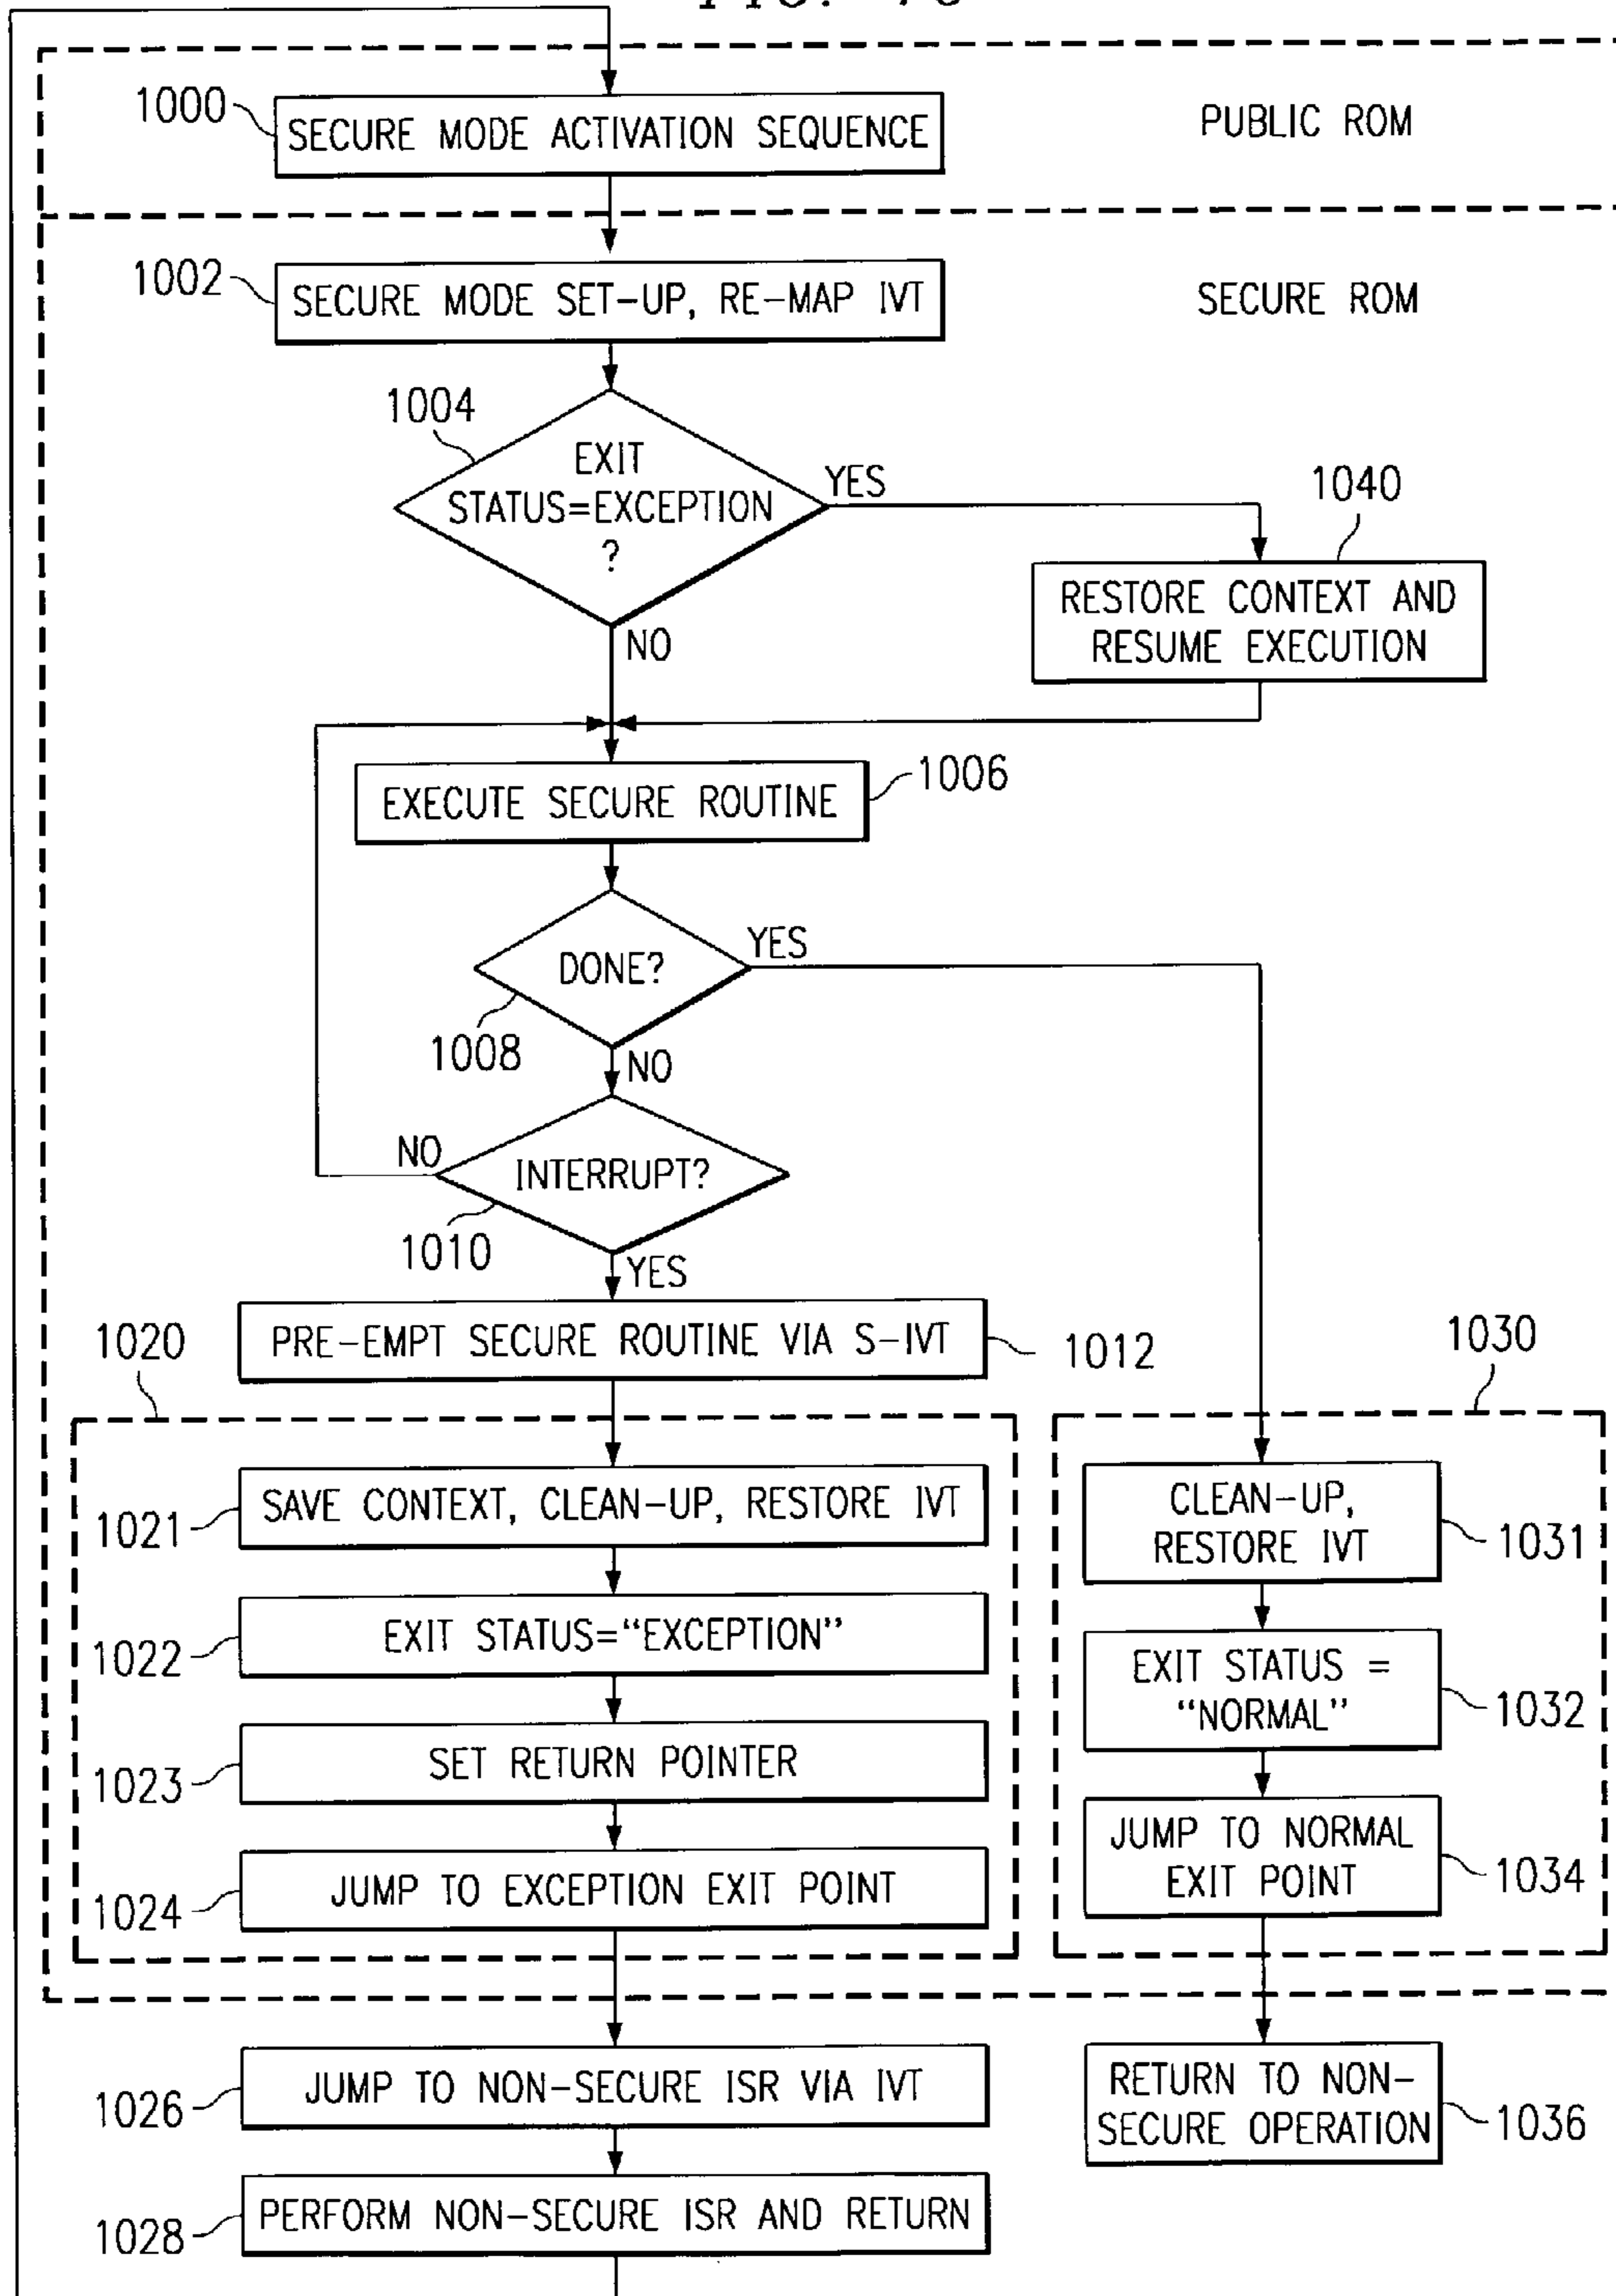 1000
SECURE MODE ACTIVATION SEQUENCE
PUBLIC ROM
1002
SECURE MODE SET-UP, RE-MAP IVT
SECURE ROM
1004
EXIT
STATUS=EXCEPTION
?
YES
NO
1040
RESTORE CONTEXT AND
RESUME EXECUTION
EXECUTE SECURE ROUTINE
1006
DONE?
YES
1008
NO
INTERRUPT?
NO
1010
YES
PRE-EMPT SECURE ROUTINE VIA S-IVT
1012
1020
1030
SAVE CONTEXT, CLEAN-UP, RESTORE IVT
1021
EXIT STATUS="EXCEPTION"
1022
SET RETURN POINTER
1023
JUMP TO EXCEPTION EXIT POINT
1024
CLEAN-UP,
RESTORE IVT
1031
EXIT STATUS =
"NORMAL"
1032
JUMP TO NORMAL
EXIT POINT
1034
JUMP TO NON-SECURE ISR VIA IVT
1026
RETURN TO NON-
SECURE OPERATION
1036
PERFORM NON-SECURE ISR AND RETURN
1028